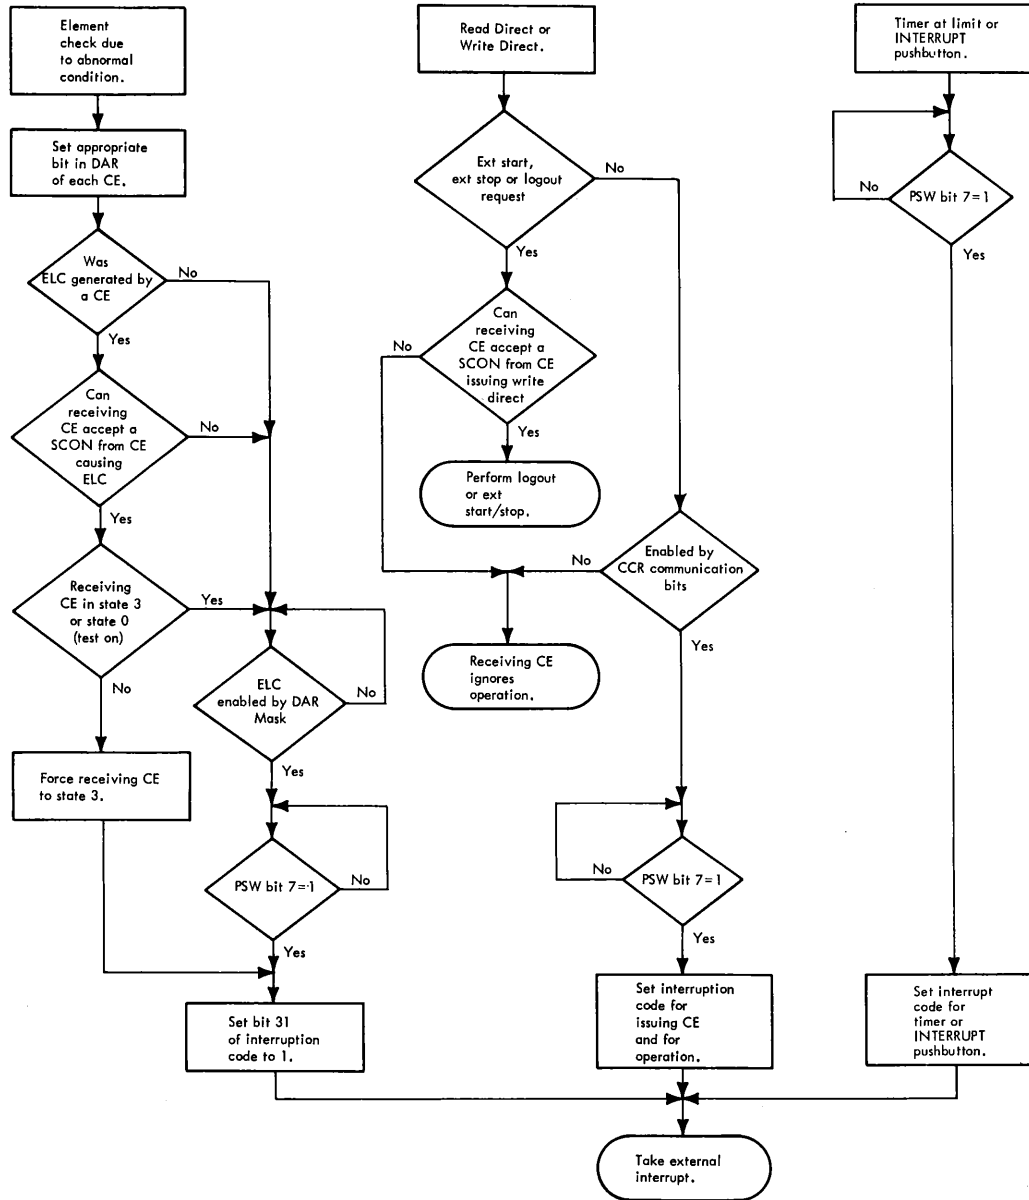 Element
check due
to abnormal
condition.
Set appropriate
bit in DAR
of each CE.
Was
ELC generated by
a CE
No
Yes
Can
receiving
CE accept a
SCON from CE
causing
ELC
No
Yes
Receiving
CE in state 3
or state 0
(test on)
Yes
No
Force receiving CE
to state 3.
ELC
enabled by DAR
Mask
No
Yes
PSW bit 7=1
No
Yes
Set bit 31
of interruption
code to 1.
Read Direct or
Write Direct.
Ext start,
ext stop or logout
request
No
Yes
Can
receiving
CE accept a
SCON from CE
issuing write
direct
No
Yes
Perform logout
or ext
start/stop.
Enabled by
CCR communication
bits
No
Yes
Receiving CE
ignores
operation.
PSW bit 7=1
No
Yes
Set interruption
code for
issuing CE
and for
operation.
Timer at limit or
INTERRUPT
pushbutton.
PSW bit 7=1
No
Yes
Set interrupt
code for
timer or
INTERRUPT
pushbutton.
Take external
interrupt.